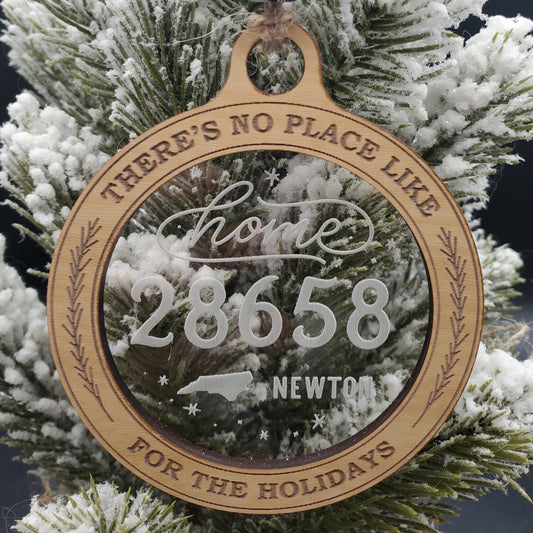 THERE'S NO PLACE LIKE
home
28658
NEWTON
FOR THE HOLIDAYS